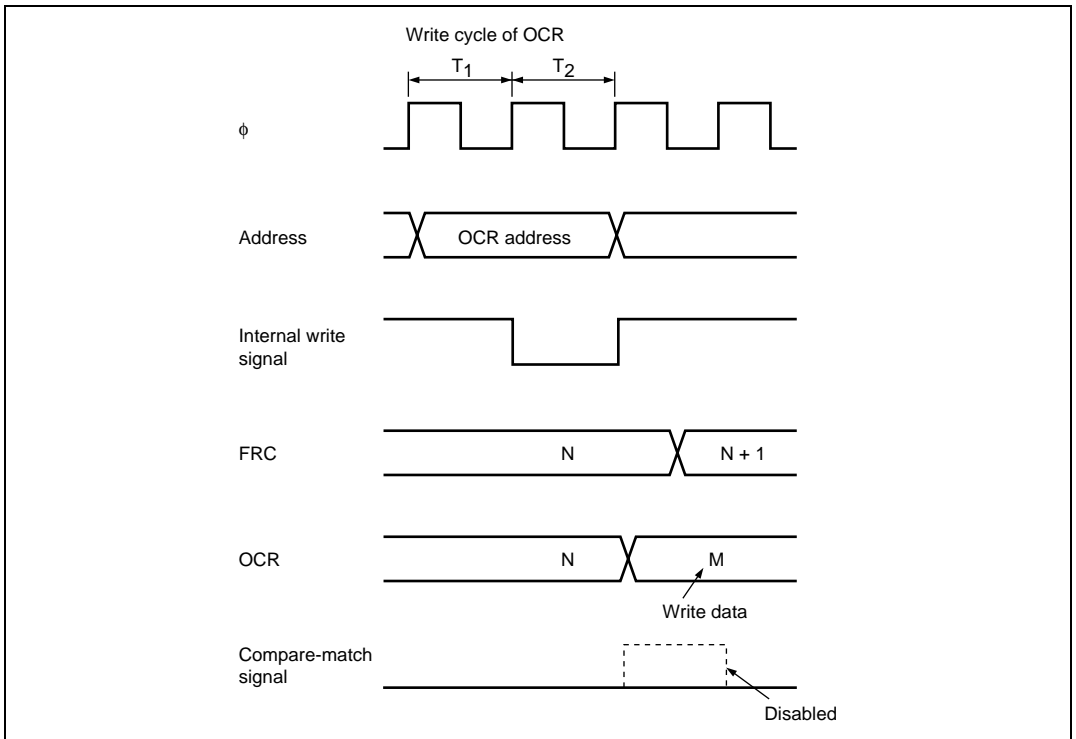 Write cycle of OCR
T1 T2
φ
Address OCR address
Internal write
signal
FRC N N + 1
OCR N M
Write data
Compare-match
signal
Disabled